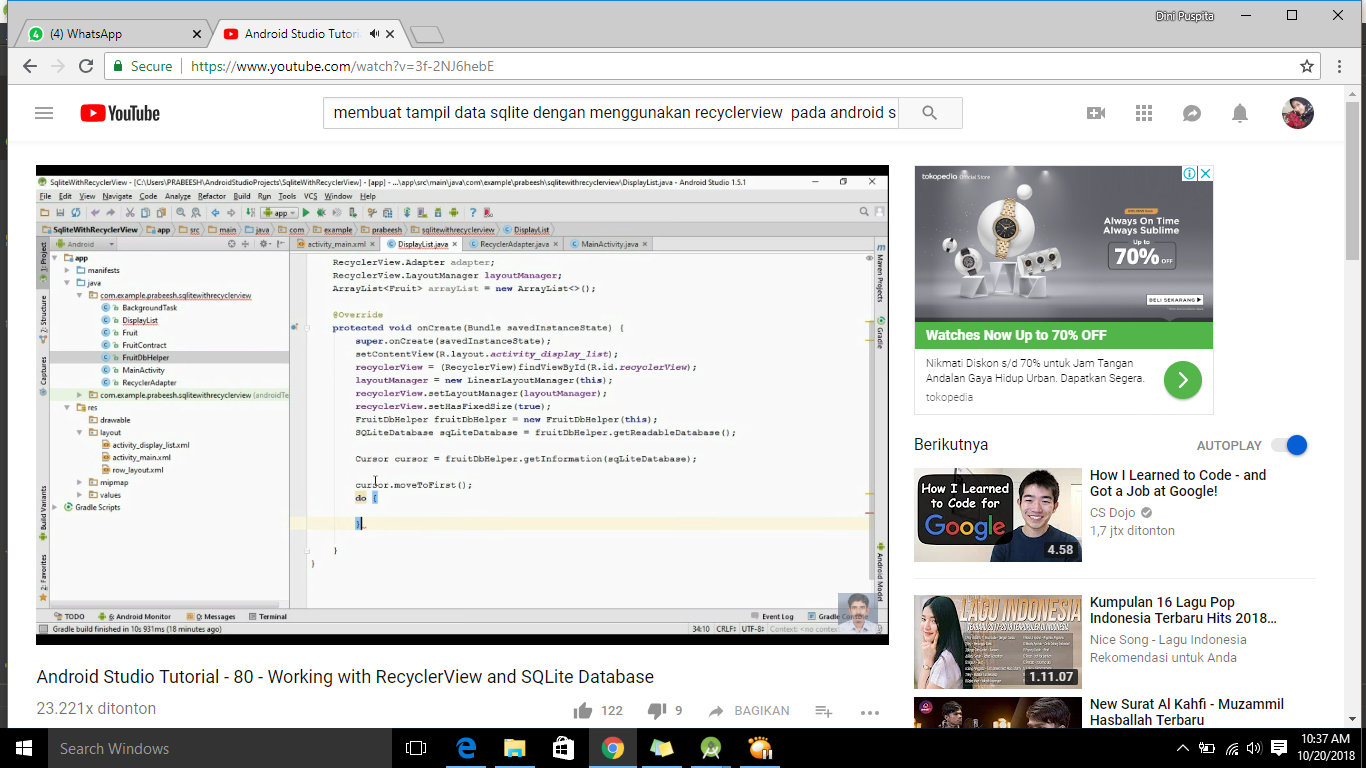 Dini Puspita
(4) WhatsApp
Android Studio Tutori
Secure
https://www.youtube.com/watch?v=3f-2NJ6hebE
YouTube
membuat tampil data sqlite dengan menggunakan recyclerview pada android s
SqliteWithRecyclerView - [C:\Users\PRABEESH\AndroidStudioProjects\SqliteWithRecyclerView] - [app] - ...\app\src\main\java\com\example\prabeesh\sqlitewithrecyclerview\DisplayList.java - Android Studio 1.5.1
File Edit View Navigate Code Analyze Refactor Build Run Tools VCS Window Help
app
SqliteWithRecyclerView app src main java com example prabeesh sqlitewithrecyclerview DisplayList
Android
activity_main.xml DisplayList.java RecyclerAdapter.java MainActivity.java
1: Project
2: Structure
Captures
Build Variants
2: Favorites
app
manifests
java
com.example.prabeesh.sqlitewithrecyclerview
BackgroundTask
DisplayList
Fruit
FruitContract
FruitDbHelper
MainActivity
RecyclerAdapter
com.example.prabeesh.sqlitewithrecyclerview (androidTe
res
drawable
layout
activity_display_list.xml
activity_main.xml
row_layout.xml
mipmap
values
Gradle Scripts
RecyclerView.Adapter adapter;
RecyclerView.LayoutManager layoutManager;
ArrayList<Fruit> arrayList = new ArrayList<>();
@Override
protected void onCreate(Bundle savedInstanceState) {
super.onCreate(savedInstanceState);
setContentView(R.layout.activity_display_list);
recyclerView = (RecyclerView)findViewById(R.id.recyclerView);
layoutManager = new LinearLayoutManager(this);
recyclerView.setLayoutManager(layoutManager);
recyclerView.setHasFixedSize(true);
FruitDbHelper fruitDbHelper = new FruitDbHelper(this);
SQLiteDatabase sqLiteDatabase = fruitDbHelper.getReadableDatabase();
Cursor cursor = fruitDbHelper.getInformation(sqLiteDatabase);
cursor.moveToFirst();
do {
}
}
}
Maven Projects
Gradle
Android Model
TODO 6: Android Monitor 0: Messages Terminal
Event Log
Gradle build finished in 10s 931ms (18 minutes ago)
34:10 CRLF÷ UTF-8÷ Context: <no contex
Android Studio Tutorial - 80 - Working with RecyclerView and SQLite Database
23.221x ditonton
122
9
BAGIKAN
tokopedia Official Store
Always On Time
Always Sublime
Up to
70% OFF
BELI SEKARANG
Watches Now Up to 70% OFF
Nikmati Diskon s/d 70% untuk Jam Tangan
Andalan Gaya Hidup Urban. Dapatkan Segera.
tokopedia
Berikutnya
AUTOPLAY
How I Learned
to Code for
Google
4.58
How I Learned to Code - and
Got a Job at Google!
CS Dojo
1,7 jtx ditonton
LAGU INDONESIA
1.11.07
Kumpulan 16 Lagu Pop
Indonesia Terbaru Hits 2018...
Nice Song - Lagu Indonesia
Rekomendasi untuk Anda
New Surat Al Kahfi - Muzammil
Hasballah Terbaru
Search Windows
10:37 AM
10/20/2018